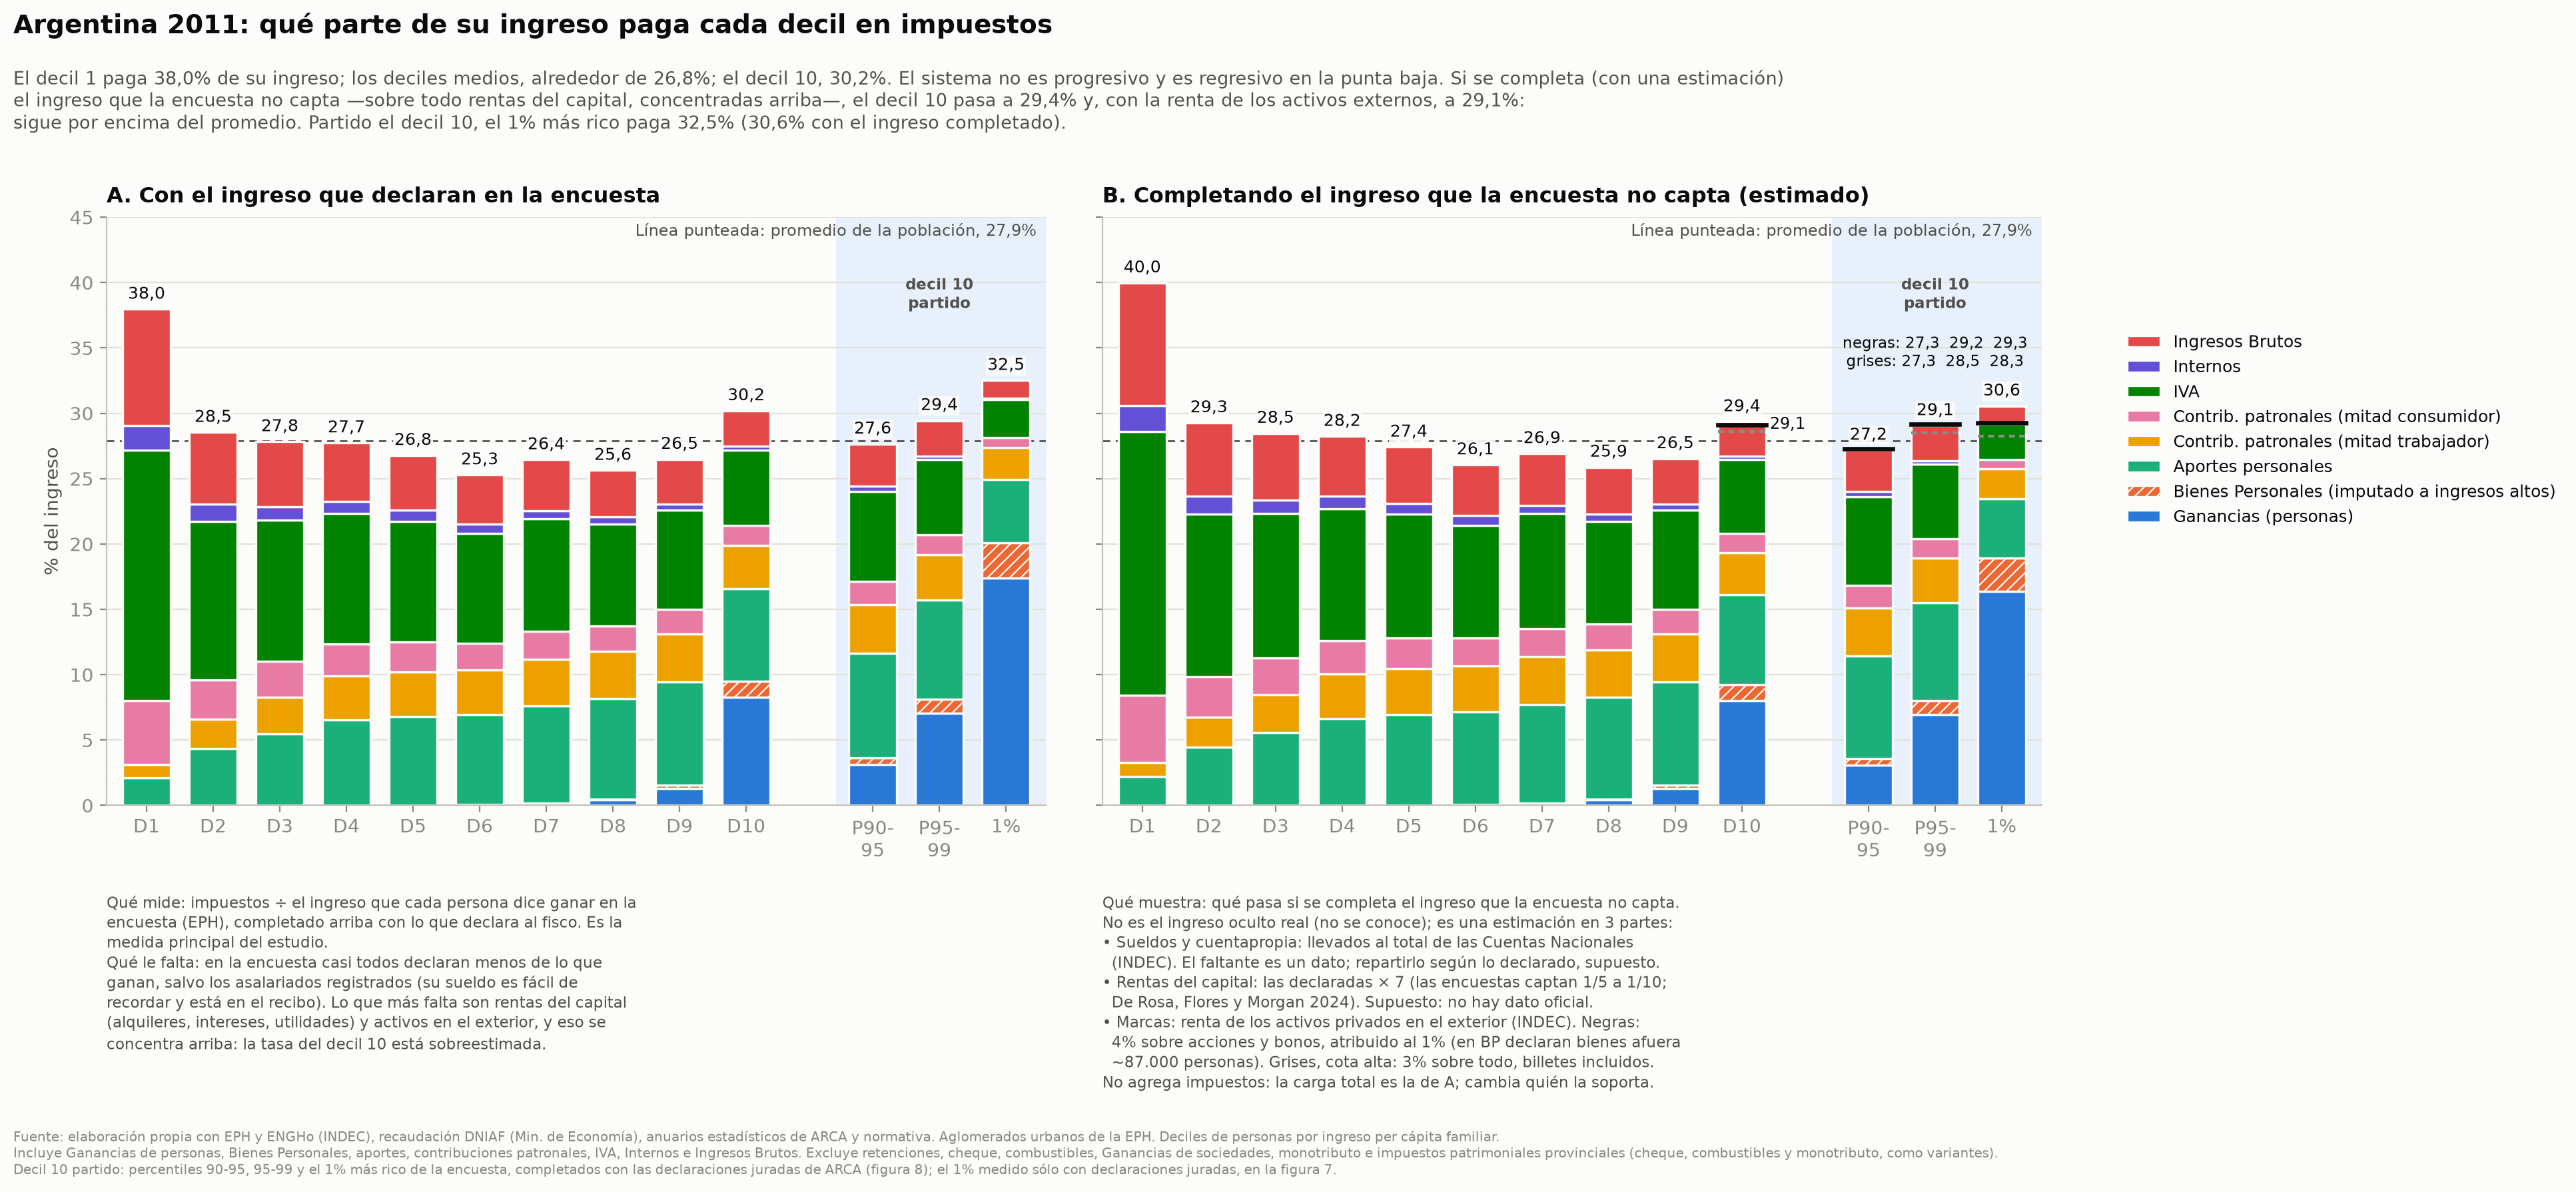 Argentina 2011: qué parte de su ingreso paga cada decil en impuestos
El decil 1 paga 38,0% de su ingreso; los deciles medios, alrededor de 26,8%; el decil 10, 30,2%. El sistema no es progresivo y es regresivo en la punta baja. Si se completa (con una estimación)
el ingreso que la encuesta no capta —sobre todo rentas del capital, concentradas arriba—, el decil 10 pasa a 29,4% y, con la renta de los activos externos, a 29,1%:
sigue por encima del promedio. Partido el decil 10, el 1% más rico paga 32,5% (30,6% con el ingreso completado).
A. Con el ingreso que declaran en la encuesta
Línea punteada: promedio de la población, 27,9%
decil 10
partido
% del ingreso
45
40
35
30
25
20
15
10
5
0
38,0
28,5
27,8
27,7
26,8
25,3
26,4
25,6
26,5
30,2
27,6
29,4
32,5
D1
D2
D3
D4
D5
D6
D7
D8
D9
D10
P90-
95
P95-
99
1%
Qué mide: impuestos ÷ el ingreso que cada persona dice ganar en la
encuesta (EPH), completado arriba con lo que declara al fisco. Es la
medida principal del estudio.
Qué le falta: en la encuesta casi todos declaran menos de lo que
ganan, salvo los asalariados registrados (su sueldo es fácil de
recordar y está en el recibo). Lo que más falta son rentas del capital
(alquileres, intereses, utilidades) y activos en el exterior, y eso se
concentra arriba: la tasa del decil 10 está sobreestimada.
B. Completando el ingreso que la encuesta no capta (estimado)
Línea punteada: promedio de la población, 27,9%
decil 10
partido
negras: 27,3 29,2 29,3
grises: 27,3 28,5 28,3
40,0
29,3
28,5
28,2
27,4
26,1
26,9
25,9
26,5
29,4
29,1
27,2
29,1
30,6
D1
D2
D3
D4
D5
D6
D7
D8
D9
D10
P90-
95
P95-
99
1%
Qué muestra: qué pasa si se completa el ingreso que la encuesta no capta.
No es el ingreso oculto real (no se conoce); es una estimación en 3 partes:
• Sueldos y cuentapropia: llevados al total de las Cuentas Nacionales
(INDEC). El faltante es un dato; repartirlo según lo declarado, supuesto.
• Rentas del capital: las declaradas × 7 (las encuestas captan 1/5 a 1/10;
De Rosa, Flores y Morgan 2024). Supuesto: no hay dato oficial.
• Marcas: renta de los activos privados en el exterior (INDEC). Negras:
4% sobre acciones y bonos, atribuido al 1% (en BP declaran bienes afuera
~87.000 personas). Grises, cota alta: 3% sobre todo, billetes incluidos.
No agrega impuestos: la carga total es la de A; cambia quién la soporta.
Ingresos Brutos
Internos
IVA
Contrib. patronales (mitad consumidor)
Contrib. patronales (mitad trabajador)
Aportes personales
Bienes Personales (imputado a ingresos altos)
Ganancias (personas)
Fuente: elaboración propia con EPH y ENGHo (INDEC), recaudación DNIAF (Min. de Economía), anuarios estadísticos de ARCA y normativa. Aglomerados urbanos de la EPH. Deciles de personas por ingreso per cápita familiar.
Incluye Ganancias de personas, Bienes Personales, aportes, contribuciones patronales, IVA, Internos e Ingresos Brutos. Excluye retenciones, cheque, combustibles, Ganancias de sociedades, monotributo e impuestos patrimoniales provinciales (cheque, combustibles y monotributo, como variantes).
Decil 10 partido: percentiles 90-95, 95-99 y el 1% más rico de la encuesta, completados con las declaraciones juradas de ARCA (figura 8); el 1% medido sólo con declaraciones juradas, en la figura 7.